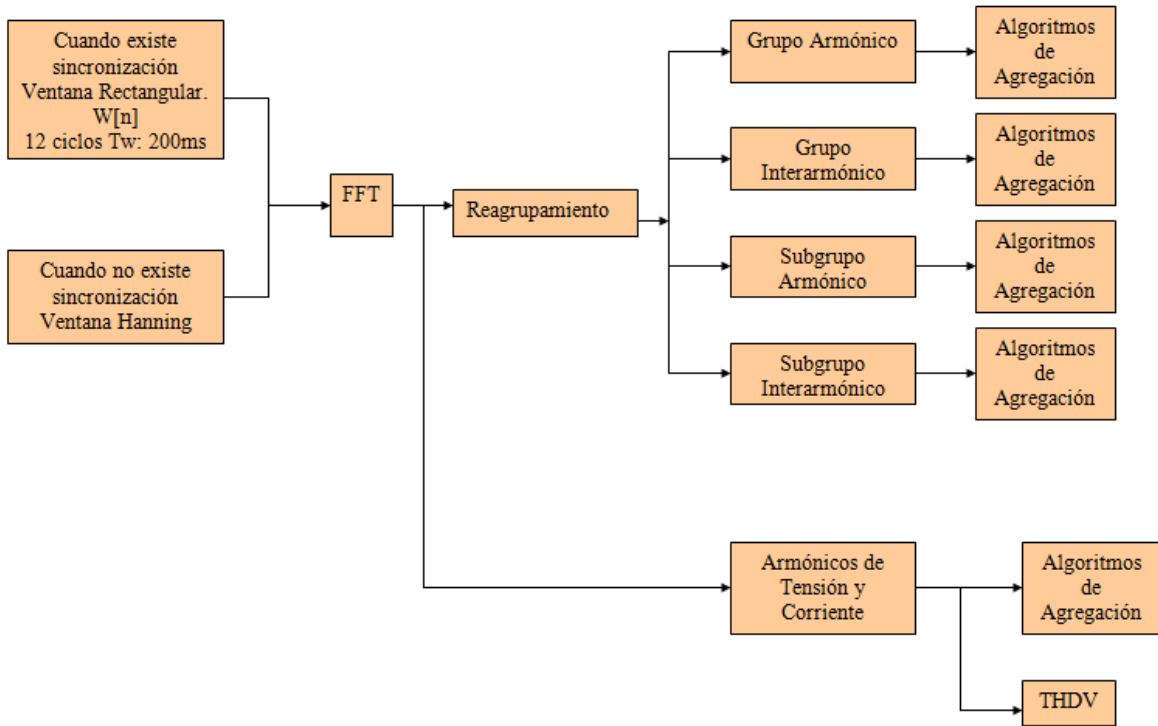 Cuando existe
sincronización
Ventana Rectangular.
W[n]
12 ciclos Tw: 200ms
Cuando no existe
sincronización
Ventana Hanning
FFT
Reagrupamiento
Grupo Armónico
Algoritmos
de
Agregación
Grupo
Interarmónico
Algoritmos
de
Agregación
Subgrupo
Armónico
Algoritmos
de
Agregación
Subgrupo
Interarmónico
Algoritmos
de
Agregación
Armónicos de
Tensión y
Corriente
Algoritmos
de
Agregación
THDV